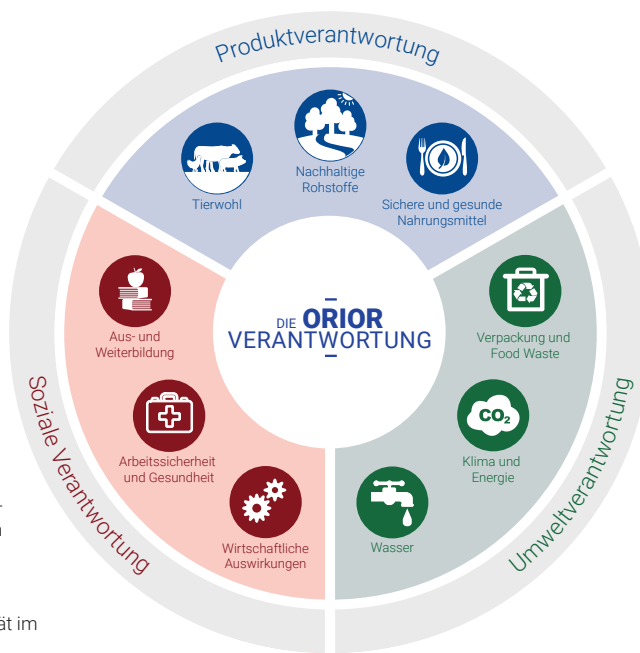 Produktverantwortung
Tierwohl
Nachhaltige
Rohstoffe
Sichere und gesunde
Nahrungsmittel
DIE ORIOR
VERANTWORTUNG
Aus- und
Weiterbildung
Arbeitssicherheit
und Gesundheit
Wirtschaftliche
Auswirkungen
Soziale Verantwortung
Verpackung und
Food Waste
CO₂
Klima und
Energie
Wasser
Umweltverantwortung
ät im